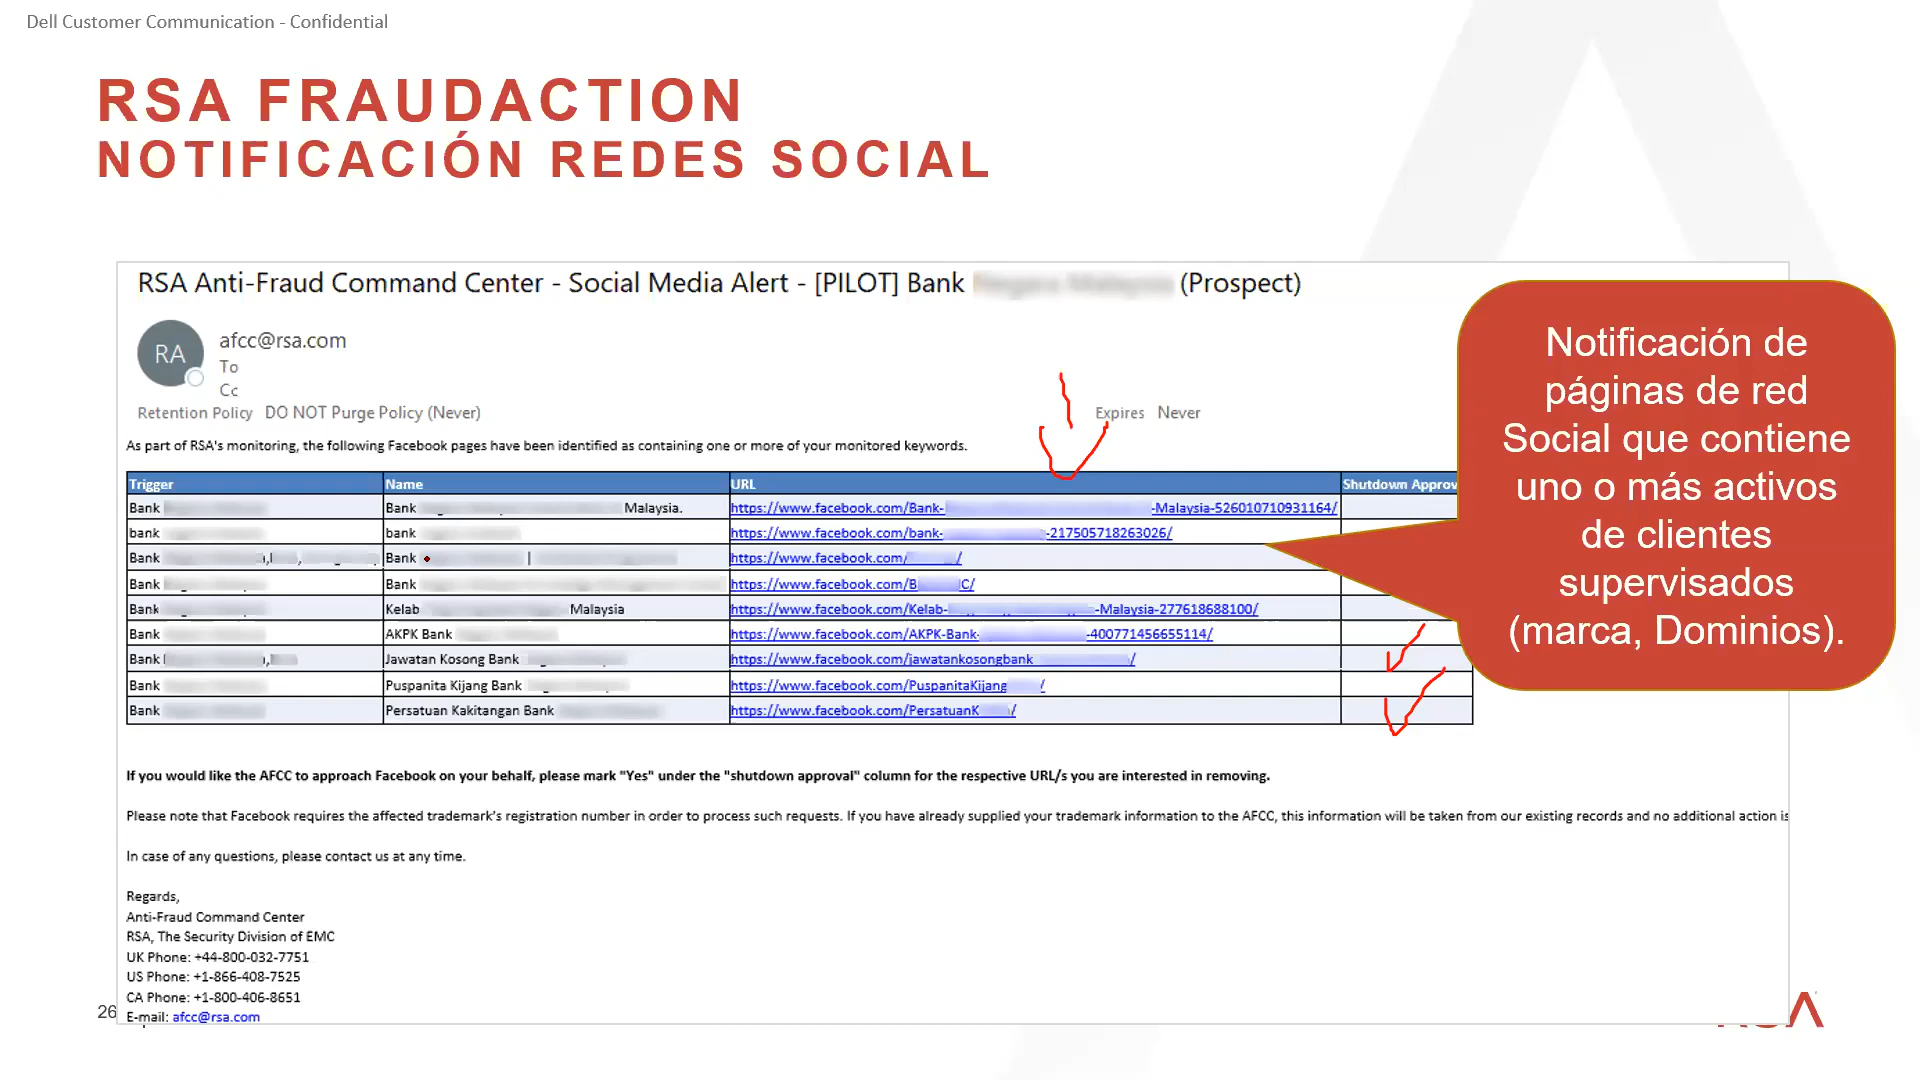 Dell Customer Communication - Confidential
RSA FRAUDACTION
NOTIFICACIÓN REDES SOCIAL
RSA Anti-Fraud Command Center - Social Media Alert - [PILOT] Bank (Prospect)
RA
afcc@rsa.com
To
Cc
Retention Policy DO NOT Purge Policy (Never)
Expires Never
As part of RSA's monitoring, the following Facebook pages have been identified as containing one or more of your monitored keywords.
Trigger Name URL Shutdown Approv
Bank Bank Malaysia. https://www.facebook.com/Bank- -Malaysia-526010710931164/
bank bank https://www.facebook.com/bank- -217505718263026/
Bank Bank | https://www.facebook.com/ /
Bank Bank https://www.facebook.com/B C/
Bank Kelab Malaysia https://www.facebook.com/Kelab- -Malaysia-277618688100/
Bank AKPK Bank https://www.facebook.com/AKPK-Bank- -400771456655114/
Bank Jawatan Kosong Bank https://www.facebook.com/jawatankosongbank /
Bank Puspanita Kijang Bank https://www.facebook.com/PuspanitaKijang /
Bank Persatuan Kakitangan Bank https://www.facebook.com/PersatuanK /
Notificación de
páginas de red
Social que contiene
uno o más activos
de clientes
supervisados
(marca, Dominios).
If you would like the AFCC to approach Facebook on your behalf, please mark "Yes" under the "shutdown approval" column for the respective URL/s you are interested in removing.
Please note that Facebook requires the affected trademark's registration number in order to process such requests. If you have already supplied your trademark information to the AFCC, this information will be taken from our existing records and no additional action is
In case of any questions, please contact us at any time.
Regards,
Anti-Fraud Command Center
RSA, The Security Division of EMC
UK Phone: +44-800-032-7751
US Phone: +1-866-408-7525
CA Phone: +1-800-406-8651
E-mail: afcc@rsa.com
26